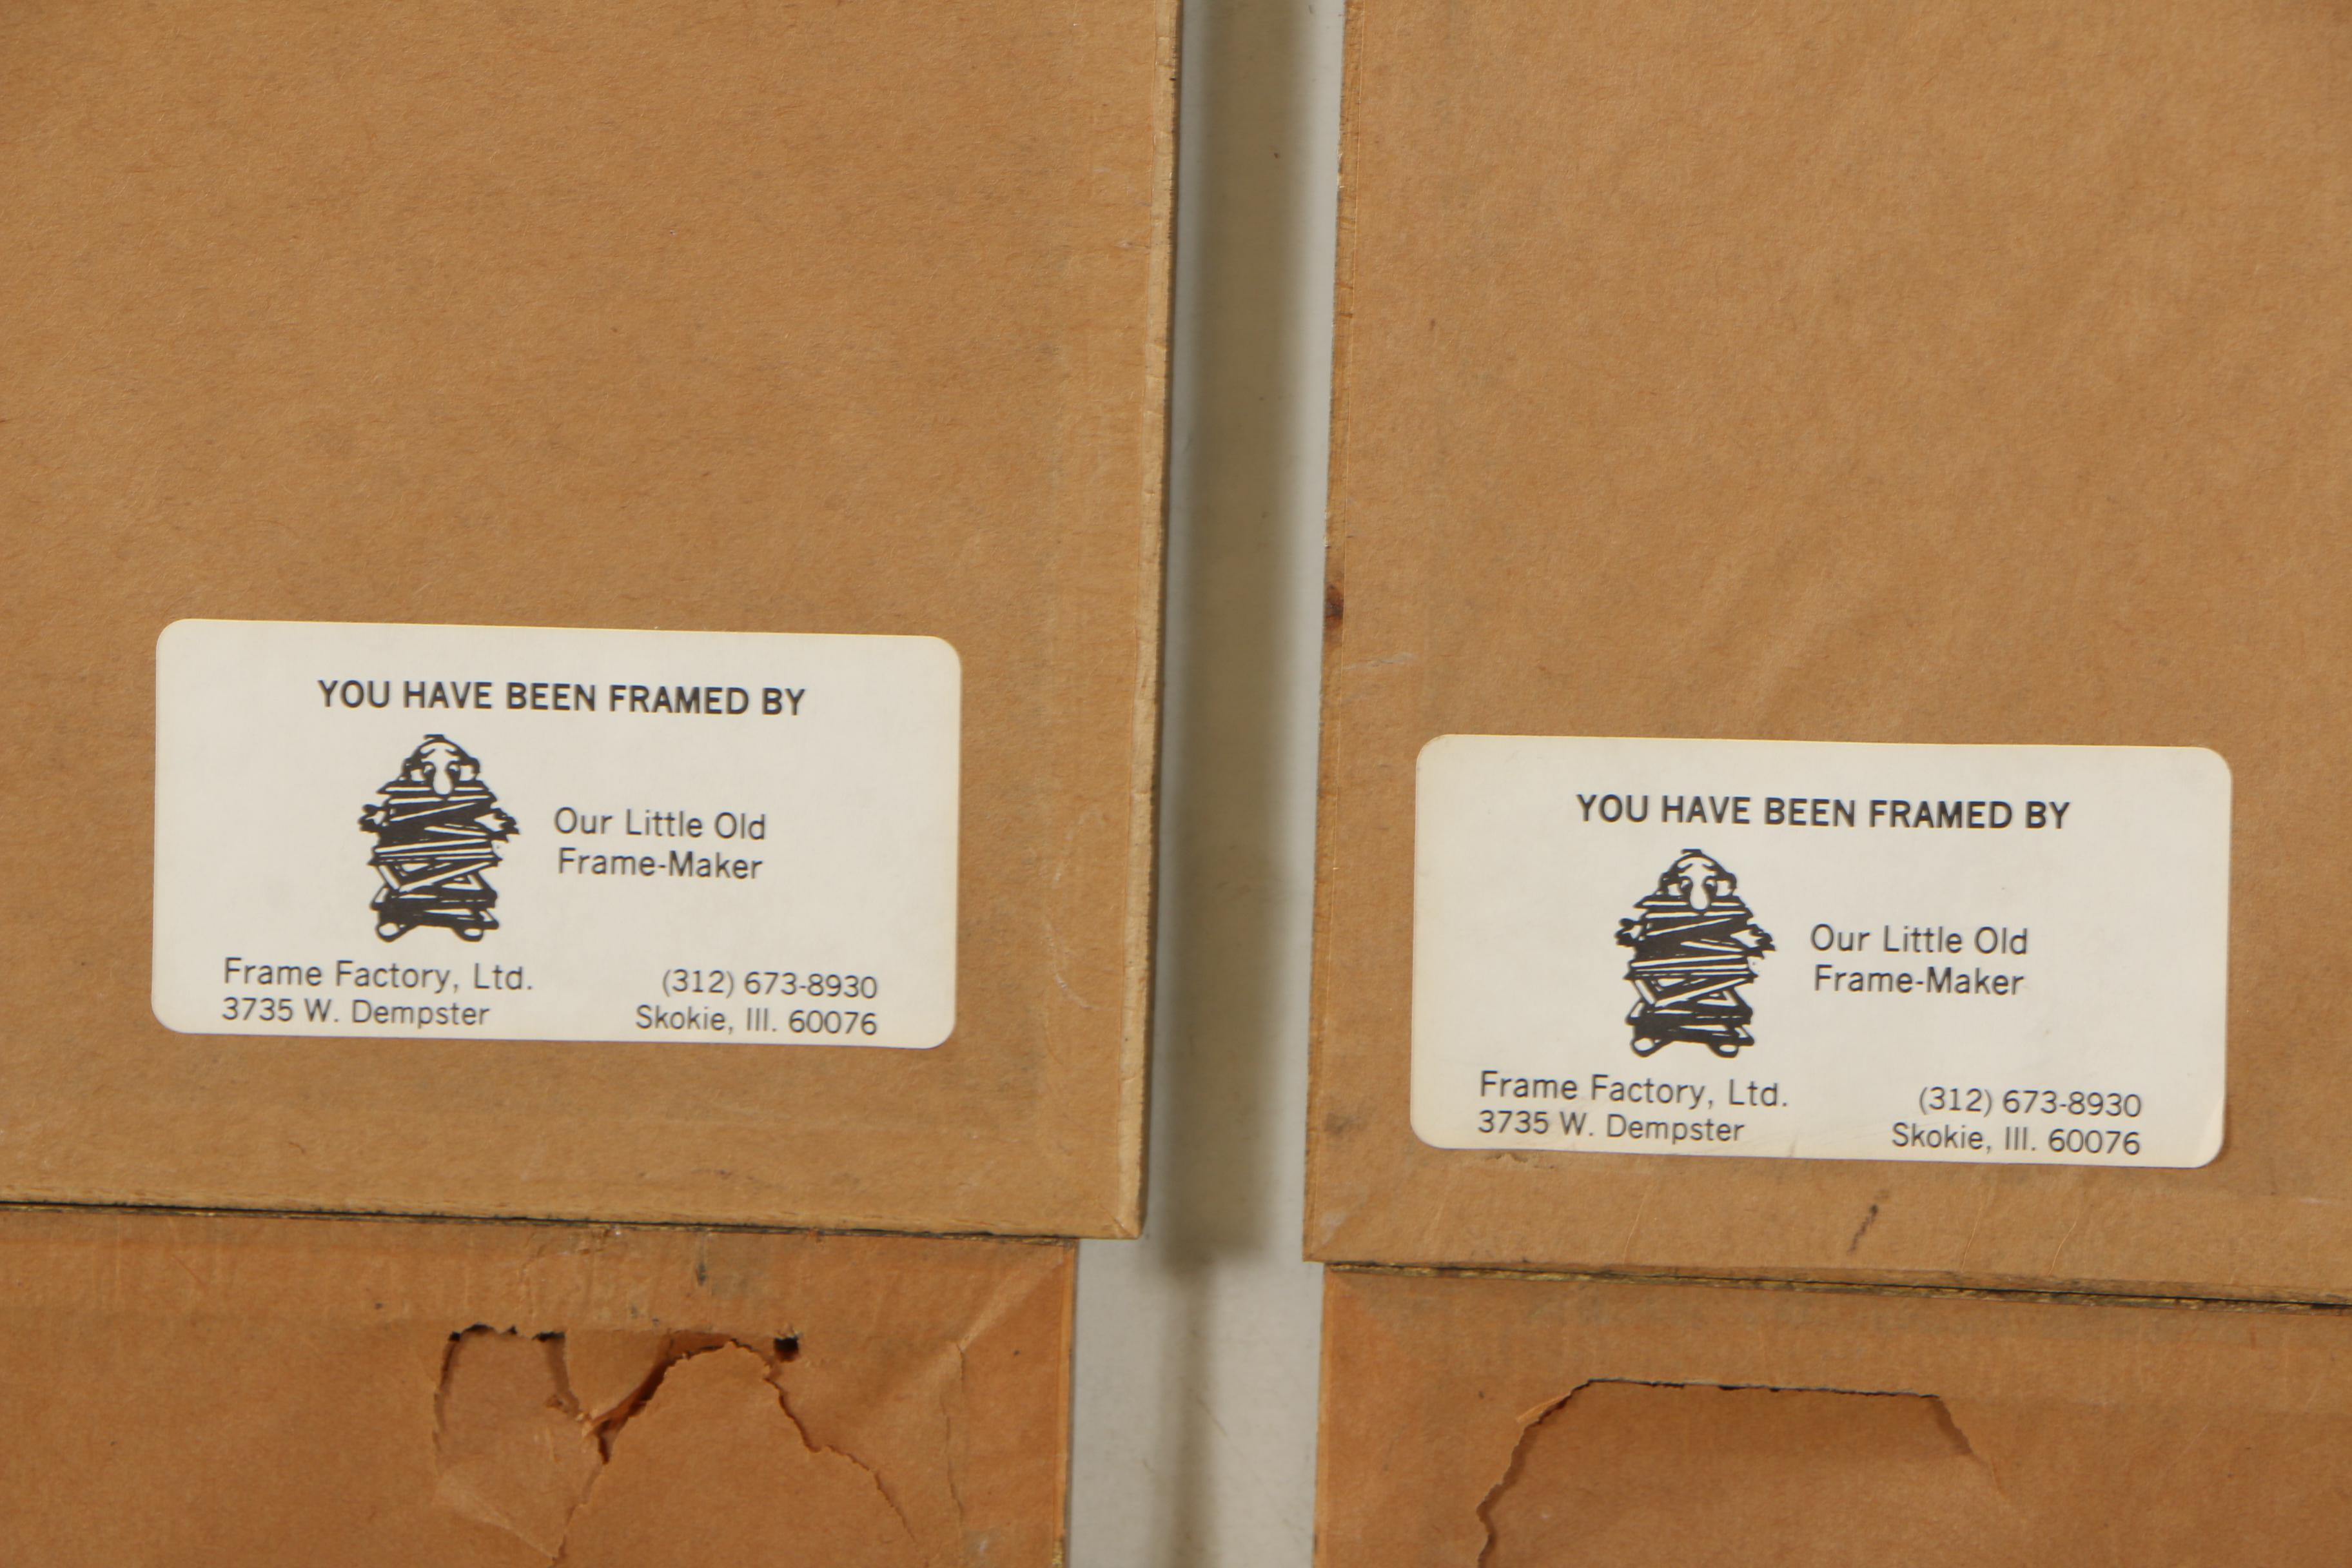 YOU HAVE BEEN FRAMED BY
Our Little Old
Frame-Maker
Frame Factory, Ltd. (312) 673-8930
3735 W. Dempster Skokie, Ill. 60076
YOU HAVE BEEN FRAMED BY
Our Little Old
Frame-Maker
Frame Factory, Ltd. (312) 673-8930
3735 W. Dempster Skokie, Ill. 60076